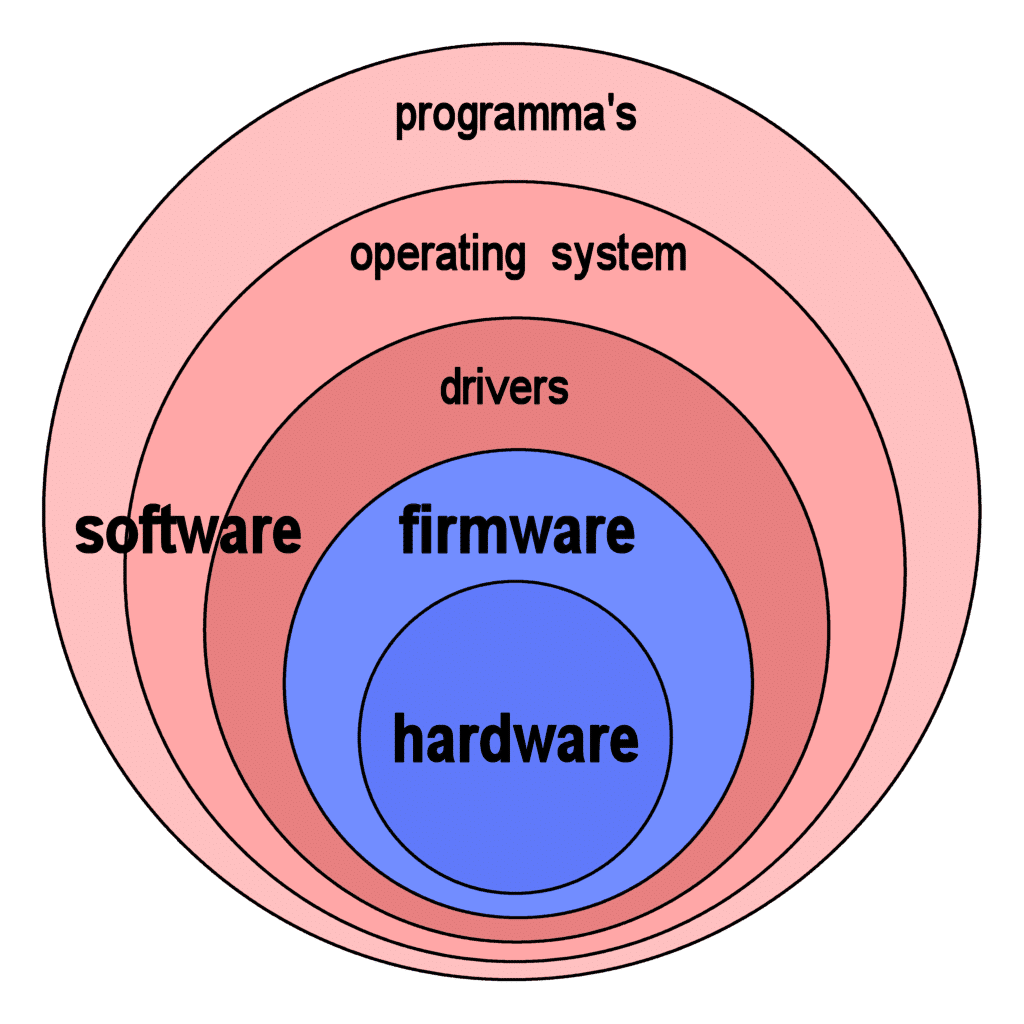 programma's
operating system
drivers
software firmware
hardware